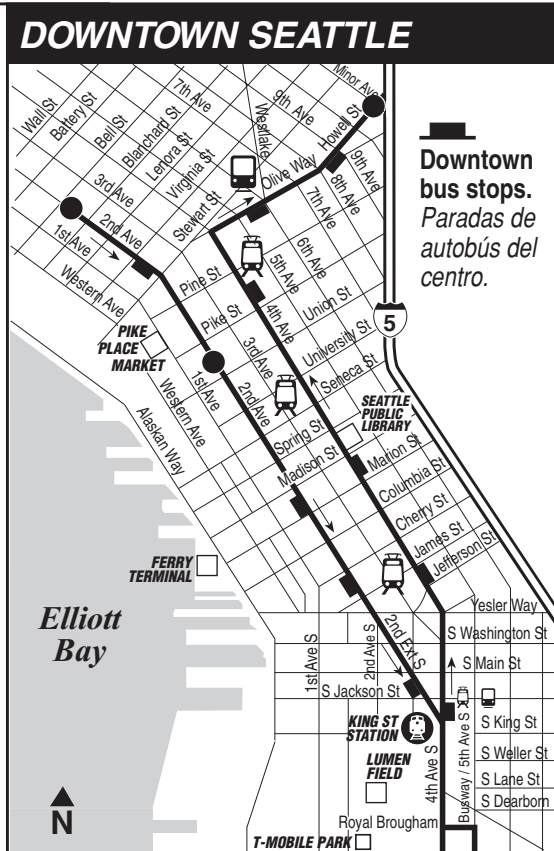 DOWNTOWN SEATTLE
Downtown
bus stops.
Paradas de
autobús del
centro.
Wall St
Battery St
Bell St
Blanchard St
Lenora St
Virginia St
7th Ave
9th Ave
Westlake
Minor Ave
Howell St
Olive Way
Stewart St
3rd Ave
2nd Ave
1st Ave
Western Ave
9th Ave
8th Ave
7th Ave
6th Ave
5th Ave
4th Ave
Pine St
Pike St
Union St
University St
Seneca St
5
PIKE
PLACE
MARKET
3rd Ave
2nd Ave
1st Ave
Western Ave
Alaskan Way
SEATTLE
PUBLIC
LIBRARY
Spring St
Madison St
Marion St
Columbia St
Cherry St
James St
Jefferson St
FERRY
TERMINAL
Elliott
Bay
Yesler Way
S Washington St
S Main St
S Jackson St
1st Ave S
2nd Ave S
2nd Ext S
KING ST
STATION
S King St
S Weller St
S Lane St
S Dearborn
4th Ave S
Busway / 5th Ave S
LUMEN
FIELD
Royal Brougham
T-MOBILE PARK
N